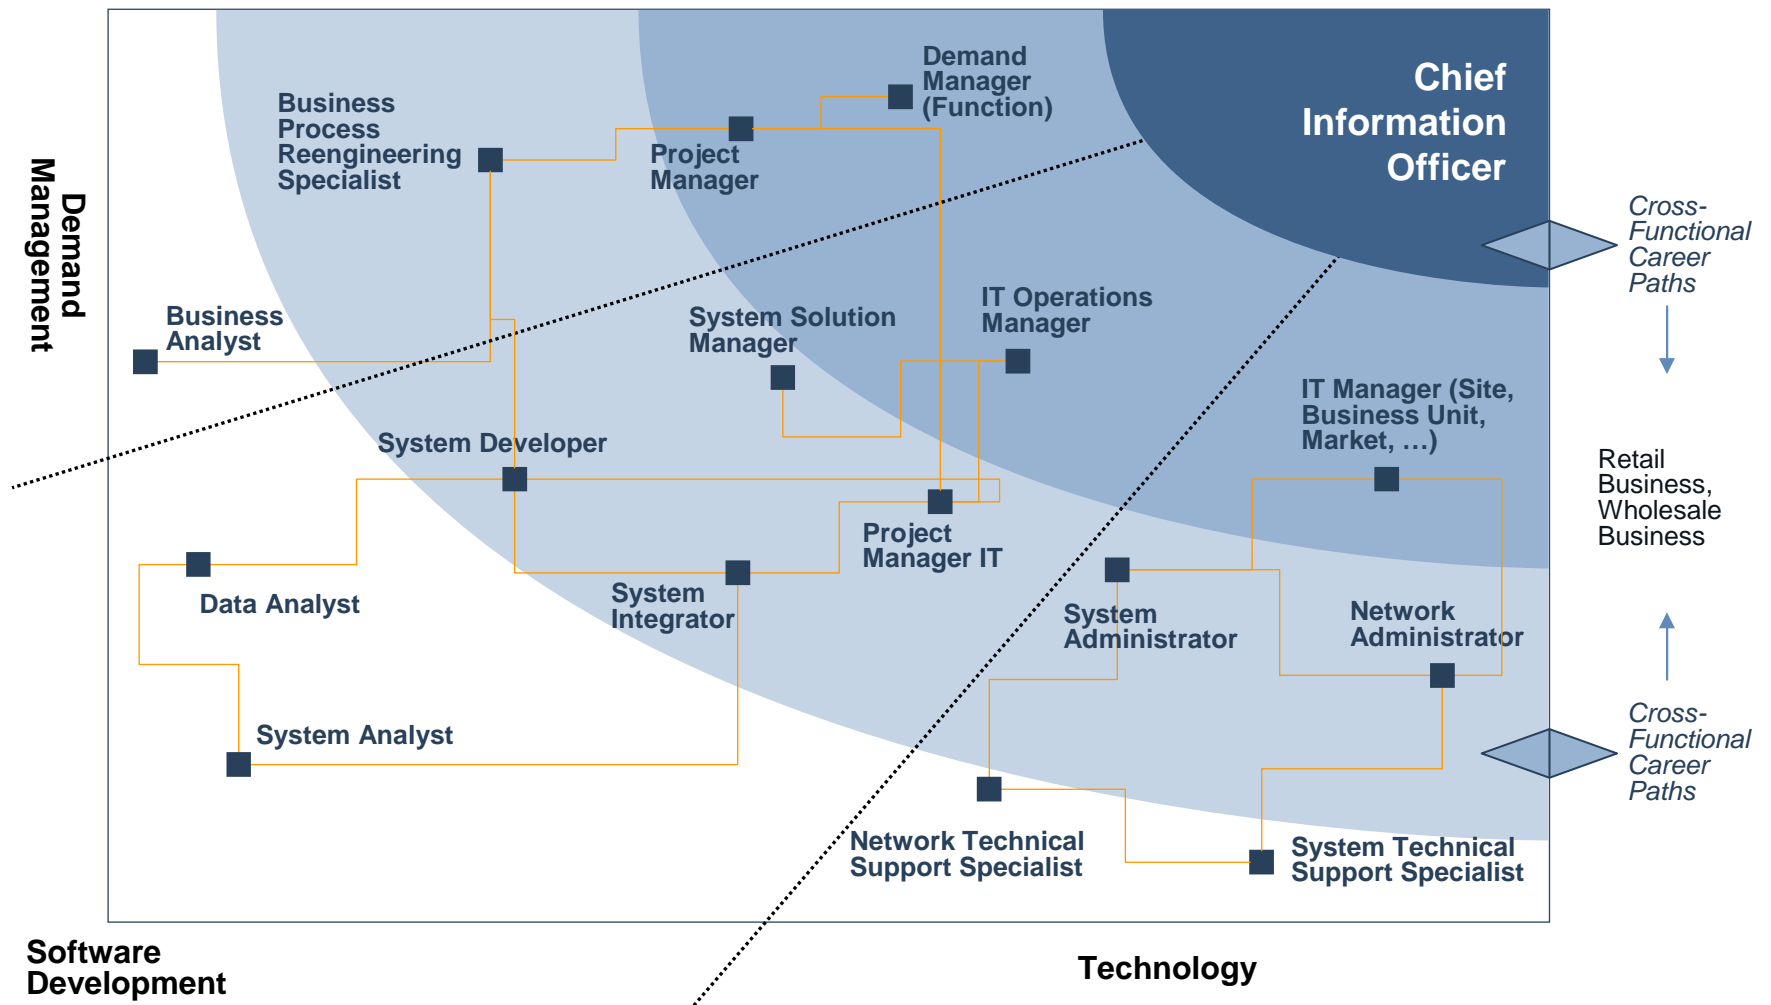 Demand
Manager
(Function)
Chief
Information
Officer
Business
Process
Reengineering
Specialist
Project
Manager
Demand
Management
Cross-
Functional
Career
Paths
Business
Analyst
System Solution
Manager
IT Operations
Manager
IT Manager (Site,
Business Unit,
Market, …)
System Developer
Retail
Business,
Wholesale
Business
Project
Manager IT
Data Analyst
System
Integrator
System
Administrator
Network
Administrator
System Analyst
Cross-
Functional
Career
Paths
Network Technical
Support Specialist
System Technical
Support Specialist
Software
Development
Technology